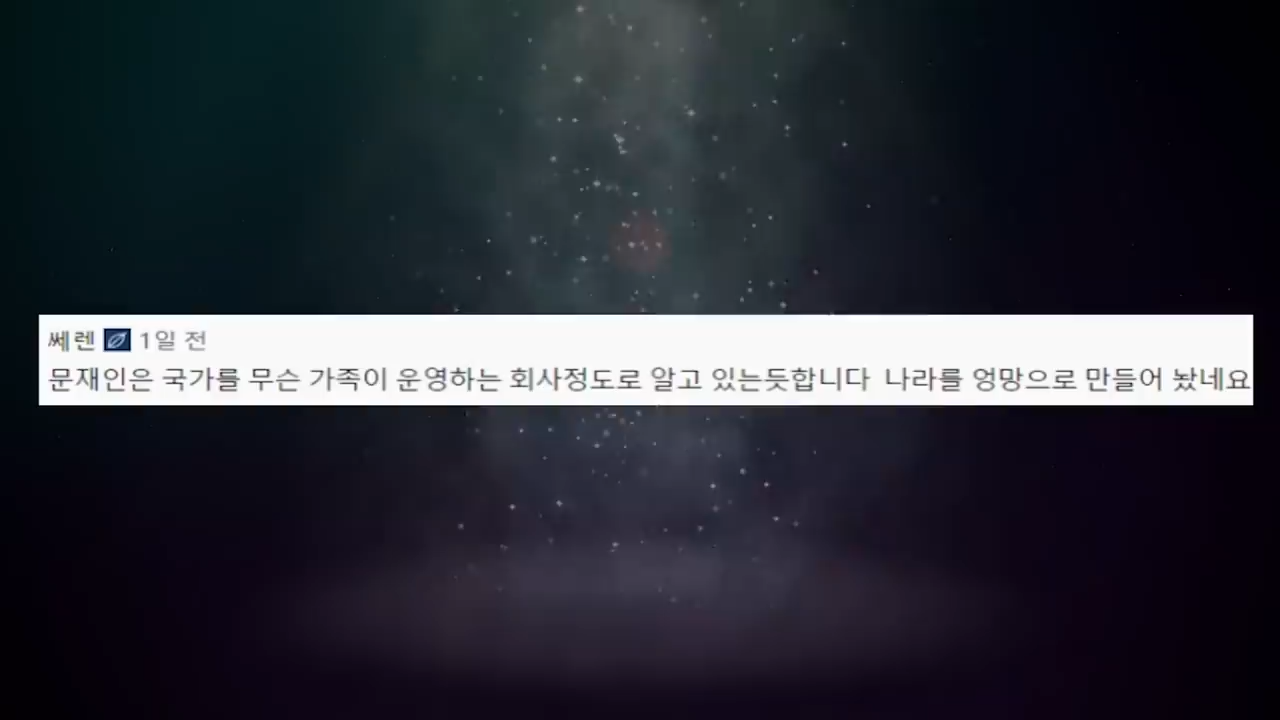 쎄렌 1일 전
문재인은 국가를 무슨 가족이 운영하는 회사정도로 알고 있는듯합니다 나라를 엉망으로 만들어 놨네요